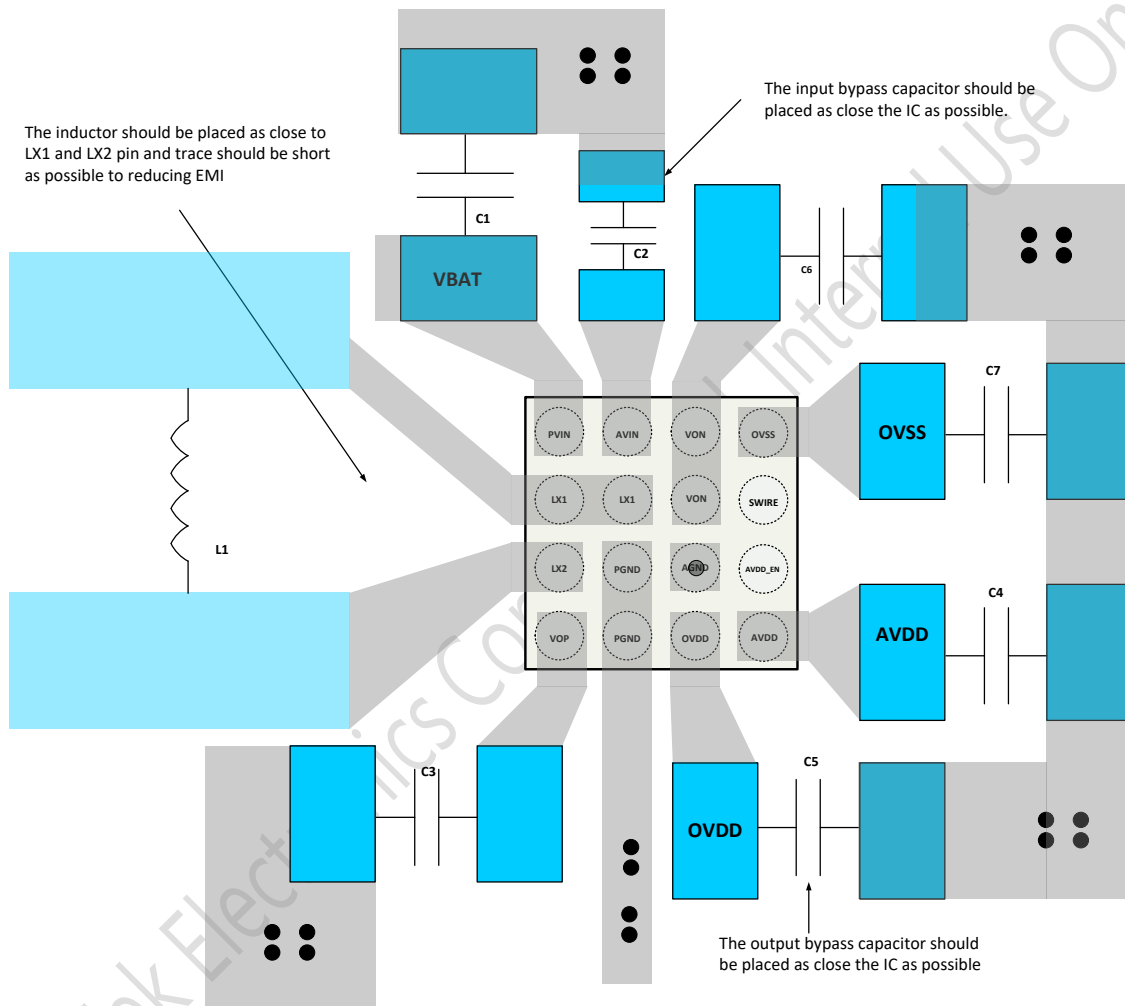 The input bypass capacitor should be
placed as close the IC as possible.
The inductor should be placed as close to
LX1 and LX2 pin and trace should be short
as possible to reducing EMI
C1
C2
C6
VBAT
C7
OVSS
PVIN AVIN VON OVSS
LX1 LX1 VON SWIRE
L1
LX2 PGND AGND AVDD_EN
C4
AVDD
VOP PGND OVDD AVDD
C3
C5
OVDD
The output bypass capacitor should
be placed as close the IC as possible
Internal Use